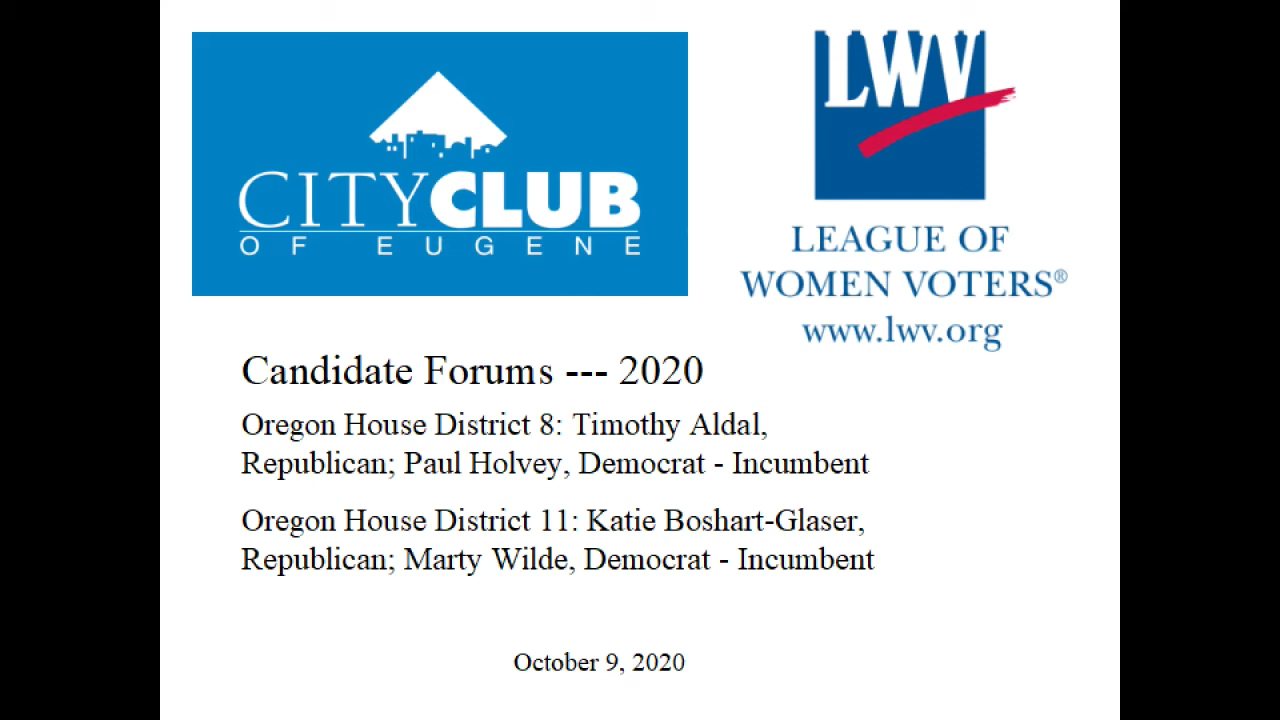 CITYCLUB
OF EUGENE
LWV
LEAGUE OF
WOMEN VOTERS®
www.lwv.org
Candidate Forums --- 2020
Oregon House District 8: Timothy Aldal,
Republican; Paul Holvey, Democrat - Incumbent
Oregon House District 11: Katie Boshart-Glaser,
Republican; Marty Wilde, Democrat - Incumbent
October 9, 2020